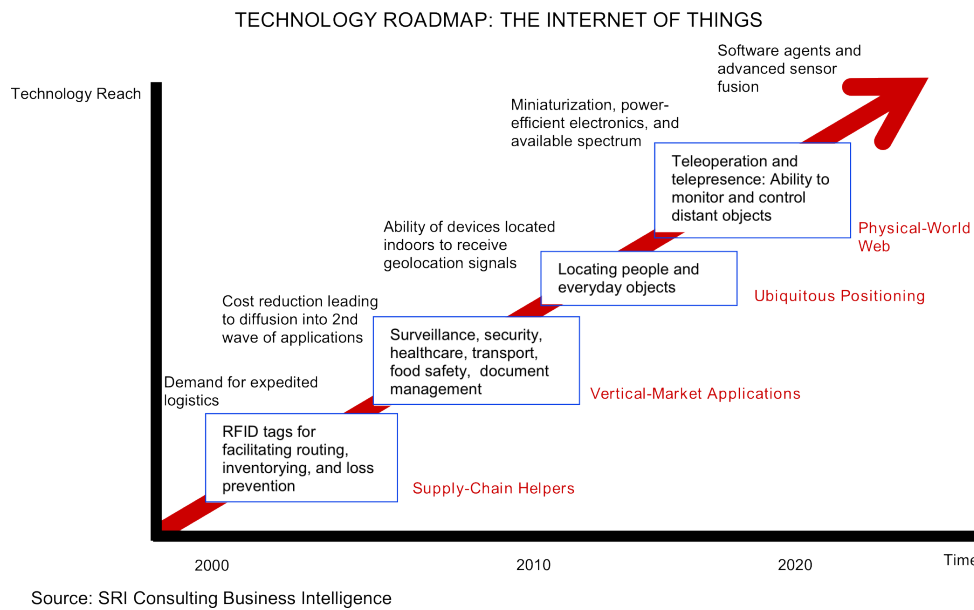 TECHNOLOGY ROADMAP: THE INTERNET OF THINGS
Software agents and
advanced sensor
fusion
Technology Reach
Miniaturization, power-
efficient electronics, and
available spectrum
Teleoperation and
telepresence: Ability to
monitor and control
distant objects
Physical-World
Web
Ability of devices located
indoors to receive
geolocation signals
Locating people and
everyday objects
Ubiquitous Positioning
Cost reduction leading
to diffusion into 2nd
wave of applications
Surveillance, security,
healthcare, transport,
food safety, document
management
Vertical-Market Applications
Demand for expedited
logistics
RFID tags for
facilitating routing,
inventorying, and loss
prevention
Supply-Chain Helpers
2000
2010
2020
Time
Source: SRI Consulting Business Intelligence